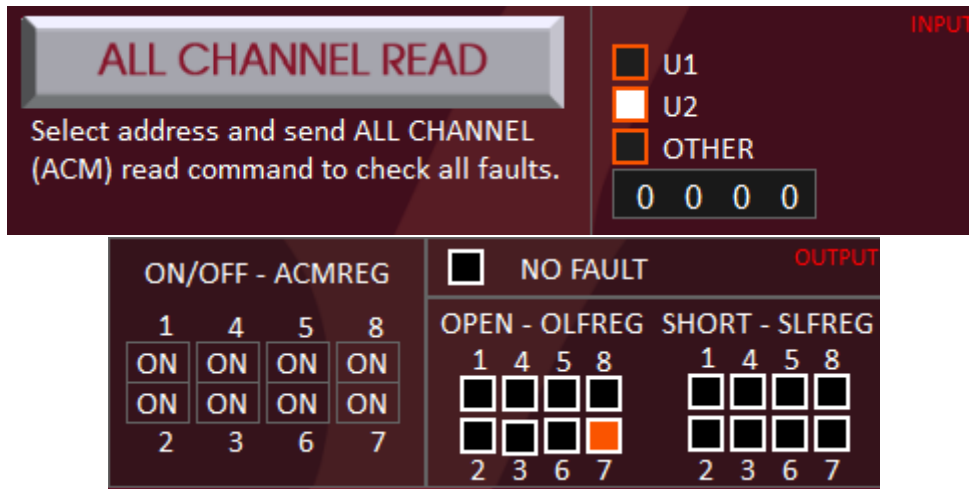 ALL CHANNEL READ
Select address and send ALL CHANNEL
(ACM) read command to check all faults.
INPUT
U1
U2
OTHER
0 0 0 0
ON/OFF - ACMREG
1 4 5 8
ON ON ON ON
ON ON ON ON
2 3 6 7
NO FAULT
OUTPUT
OPEN - OLFREG
1 4 5 8
2 3 6 7
SHORT - SLFREG
1 4 5 8
2 3 6 7